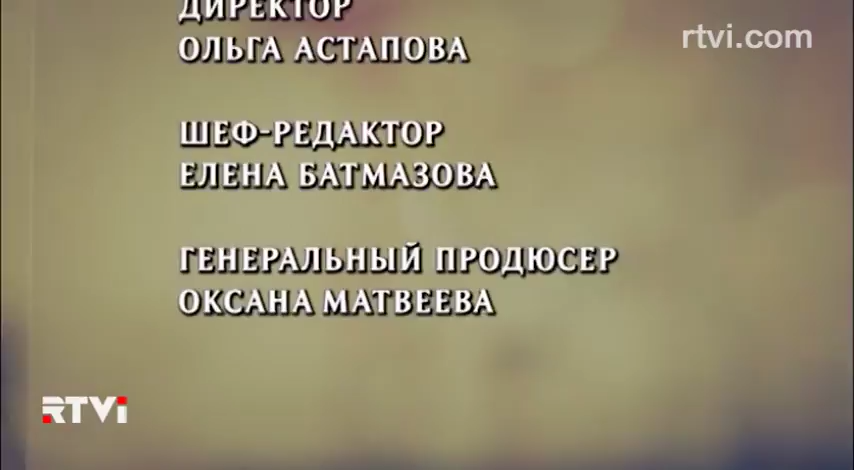 ДИРЕКТОР
ОЛЬГА АСТАПОВА
rtvi.com
ШЕФ-РЕДАКТОР
ЕЛЕНА БАТМАЗОВА
ГЕНЕРАЛЬНЫЙ ПРОДЮСЕР
ОКСАНА МАТВЕЕВА
RTVi